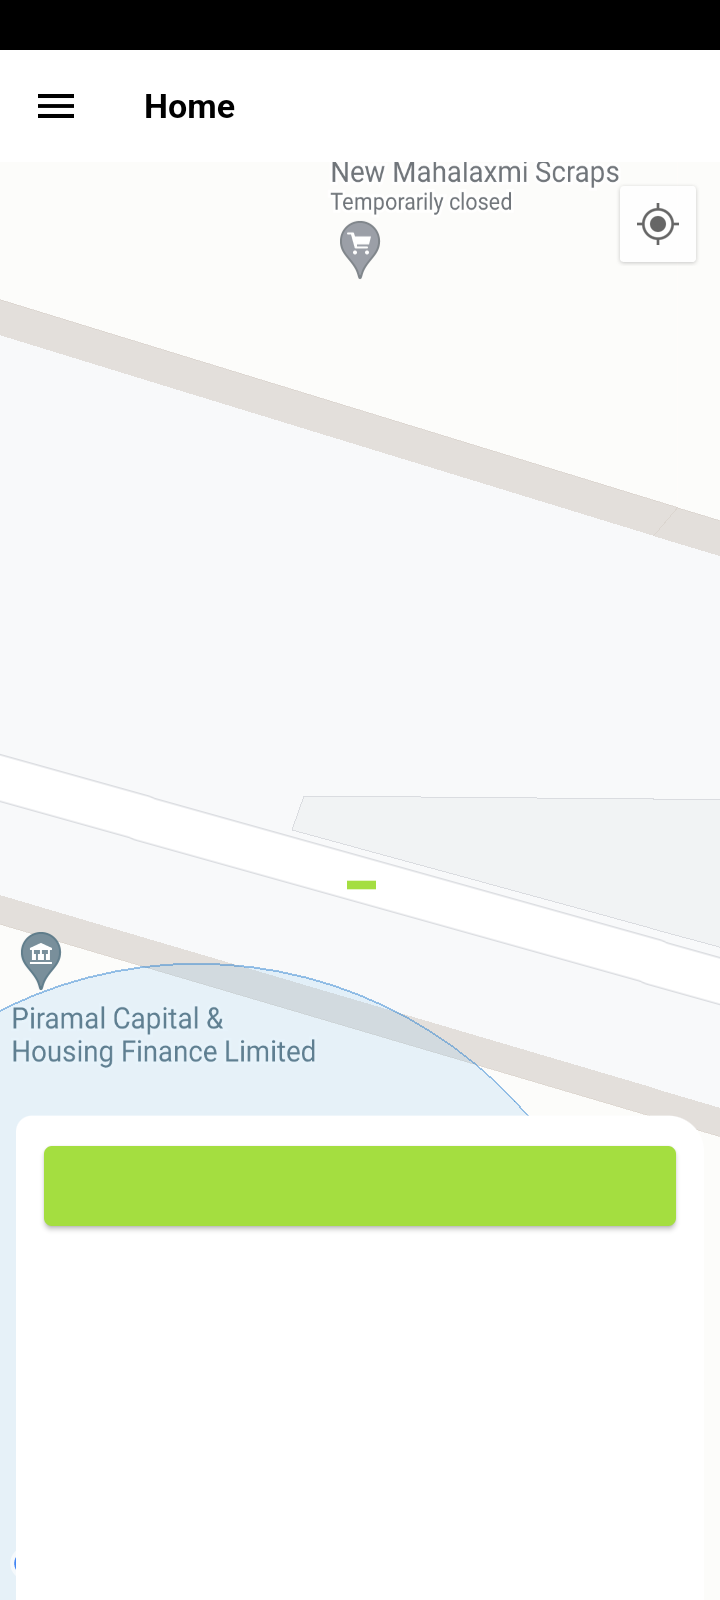 Home
New Mahalaxmi Scraps
Temporarily closed
Piramal Capital &
Housing Finance Limited